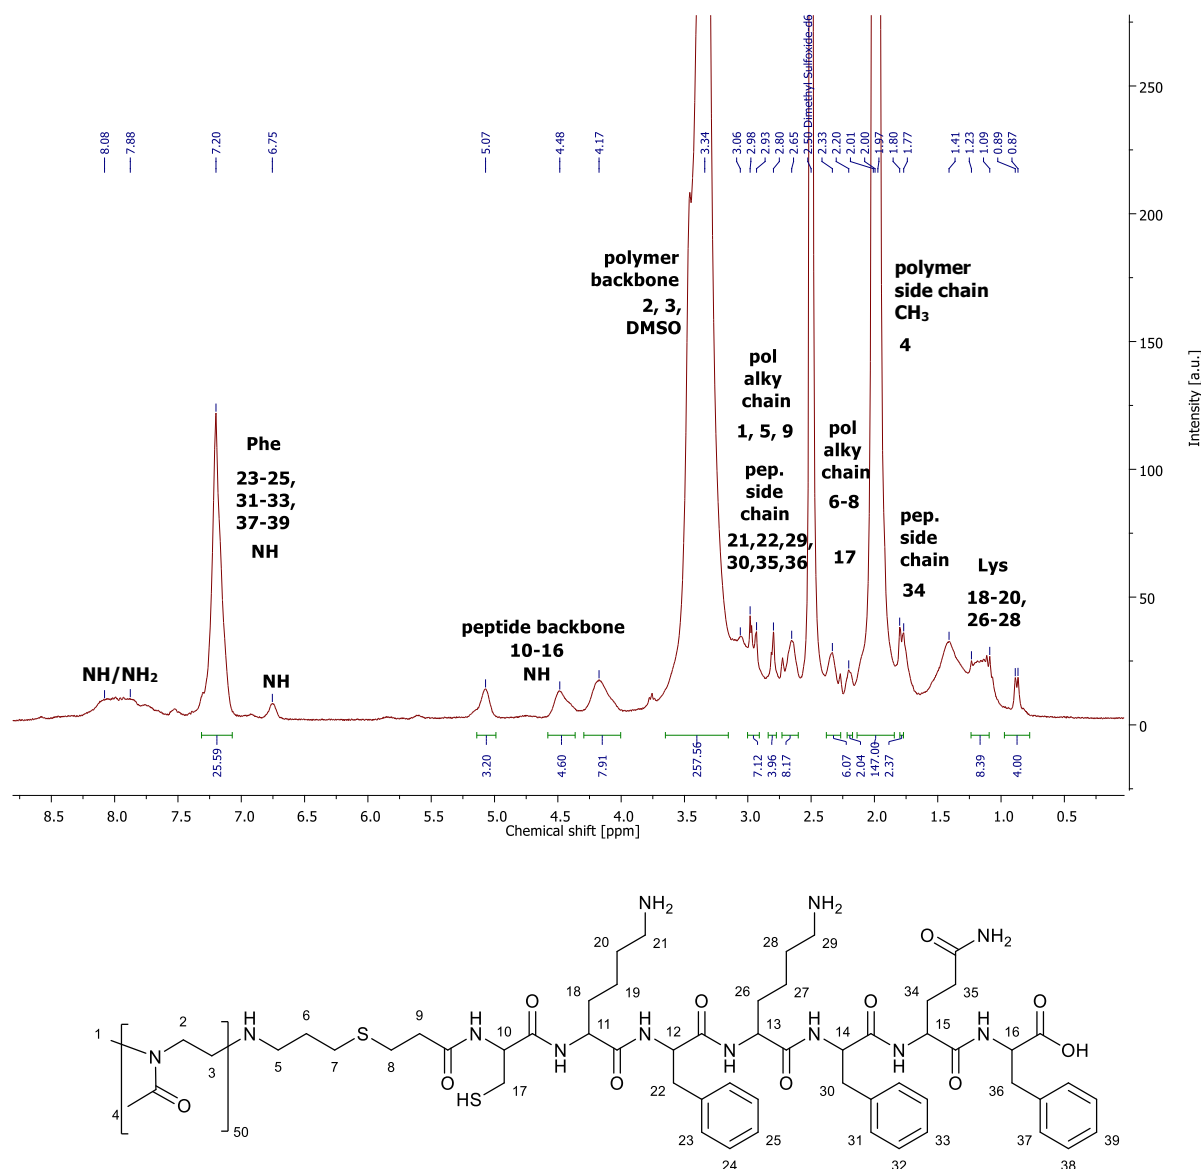 8.08
7.88
7.20
6.75
5.07
4.48
4.17
3.34
3.06
2.98
2.93
2.80
2.65
2.50 Dimethyl Sulfoxide-d6
2.33
2.20
2.01
2.00
1.97
1.80
1.77
1.41
1.23
1.09
0.89
0.87
250
200
150
100
50
0
Intensity [a.u.]
polymer
backbone
2, 3,
DMSO
polymer
side chain
CH3
4
pol
alky
chain
1, 5, 9
pep.
side
chain
21,22,29,
30,35,36
pol
alky
chain
6-8
17
pep.
side
chain
34
Lys
18-20,
26-28
Phe
23-25,
31-33,
37-39
NH
peptide backbone
10-16
NH
NH/NH2
NH
25.59
3.20
4.60
7.91
257.56
7.12
3.96
8.17
6.07
2.04
147.00
2.37
8.39
4.00
8.5
8.0
7.5
7.0
6.5
6.0
5.5
5.0
4.5
4.0
3.5
3.0
2.5
2.0
1.5
1.0
0.5
Chemical shift [ppm]
NH2
NH2
20
21
28
29
O
NH2
18
19
26
27
34
35
1
2
H
N
6
S
9
H
N
10
O
11
H
N
12
O
13
H
N
14
O
15
H
N
16
O
OH
N
3
5
7
8
O
N
H
O
N
H
O
N
H
O
4
O
50
HS
17
22
30
36
23
24
25
31
32
33
37
38
39